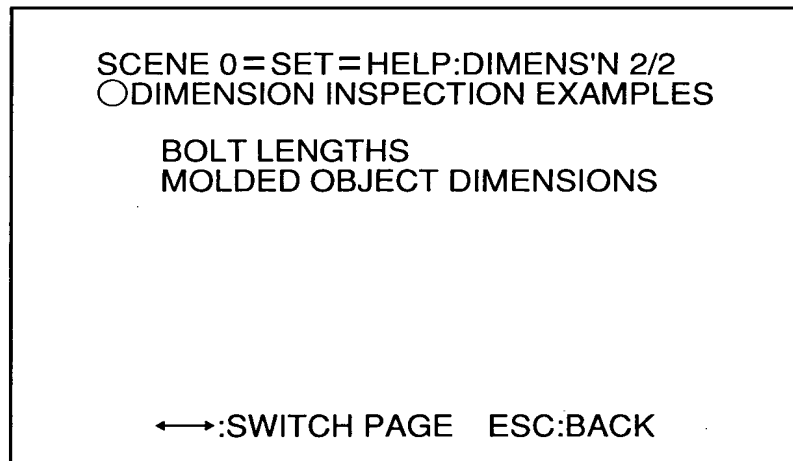 SCENE 0=SET=HELP:DIMENS'N 2/2
○DIMENSION INSPECTION EXAMPLES
BOLT LENGTHS
MOLDED OBJECT DIMENSIONS
←→:SWITCH PAGE ESC:BACK